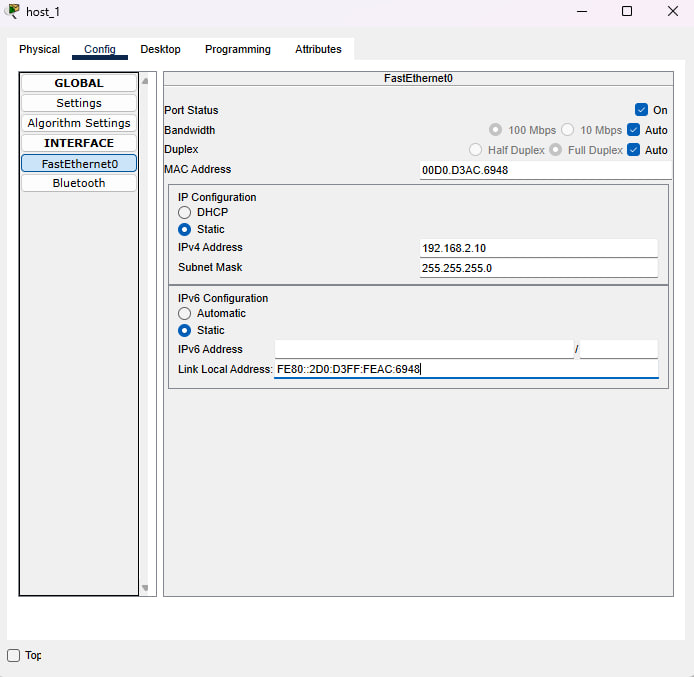 host_1
Physical Config Desktop Programming Attributes
GLOBAL
Settings
Algorithm Settings
INTERFACE
FastEthernet0
Bluetooth
FastEthernet0
Port Status On
Bandwidth 100 Mbps 10 Mbps Auto
Duplex Half Duplex Full Duplex Auto
MAC Address 00D0.D3AC.6948
IP Configuration
DHCP
Static
IPv4 Address 192.168.2.10
Subnet Mask 255.255.255.0
IPv6 Configuration
Automatic
Static
IPv6 Address /
Link Local Address: FE80::2D0:D3FF:FEAC:6948
Top